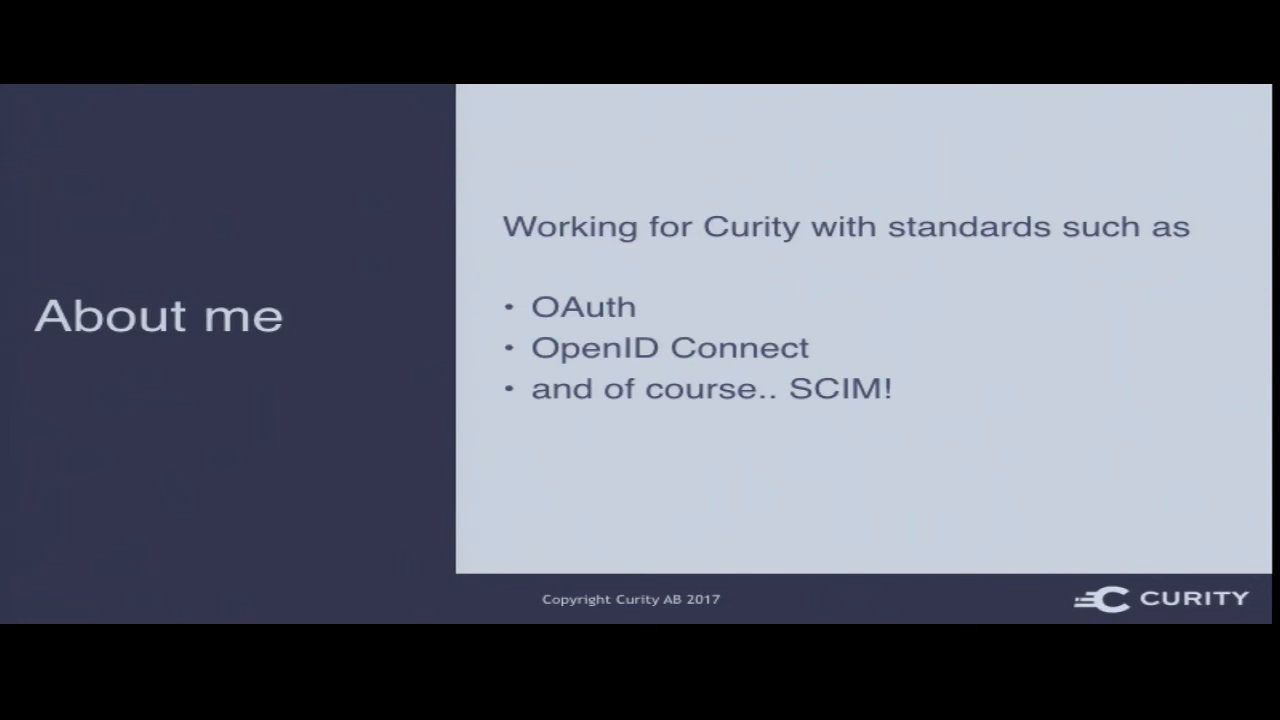 About me
Working for Curity with standards such as
• OAuth
• OpenID Connect
• and of course.. SCIM!
Copyright Curity AB 2017
CURITY